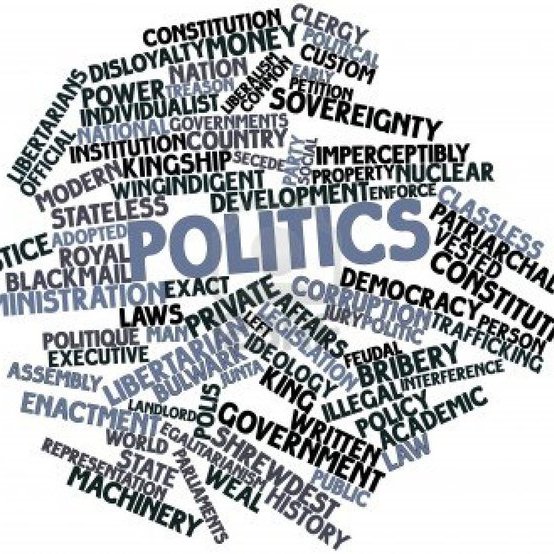 CONSTITUTION
CLERGY
DISLOYALTY
MONEY
POLITICAL
CUSTOM
NATION
LIBERALISM
COMMON
EARLY
PETITION
LIBERTARIANS
OFFICIAL
POWER
TREASON
INDIVIDUALIST
SOVEREIGNTY
NATIONAL
GOVERNMENTS
INSTITUTION
COUNTRY
PARTY
SOCIAL
IMPERCEPTIBLY
MODERN
KINGSHIP
SECEDE
PROPERTY
NUCLEAR
WING
INDIGENT
DEVELOPMENT
ENFORCE
CLASSLESS
STATELESS
PATRIARCHAL
TICE
ADOPTED
POLITICS
VESTED
ROYAL
CONSTITUT
BLACKMAIL
MINISTRATION
EXACT
PRIVATE
AFFAIRS
CORRUPTION
DEMOCRACY
PERSON
LAWS
JURY
POLITIC
TRAFFICKING
POLITIQUE
MAN
LEFT
LEGISLATION
FEUDAL
EXECUTIVE
LIBERTARIAN
IDEOLOGY
BRIBERY
ASSEMBLY
BULWARK
JUNTA
KING
ILLEGAL
INTERFERENCE
ENACTMENT
LANDLORD
POLIS
GOVERNMENT
WRITTEN
POLICY
ACADEMIC
WORLD
EGALITARIANISM
SHREWDEST
LAW
REPRESENTATION
STATE
PARLIAMENTS
WEAL
HISTORY
PUBLIC
MACHINERY